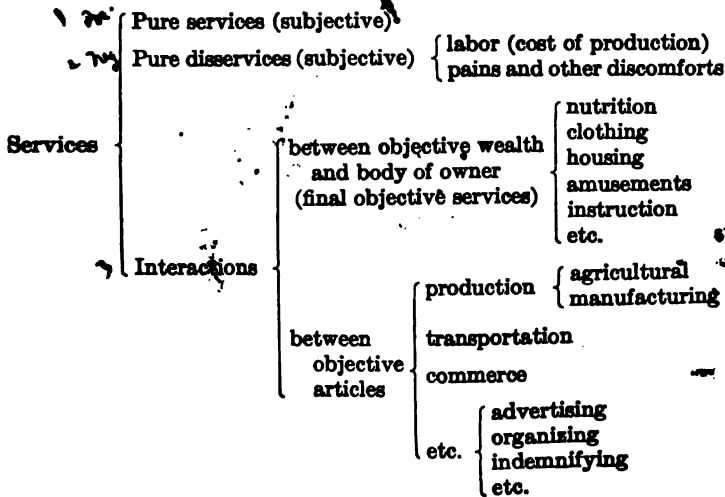 Pure services (subjective)
Pure disservices (subjective)
labor (cost of production)
pains and other discomforts
Services
between objective wealth
and body of owner
(final objective services)
nutrition
clothing
housing
amusements
instruction
etc.
Interactions
between
objective
articles
production
agricultural
manufacturing
transportation
commerce
etc.
advertising
organizing
indemnifying
etc.